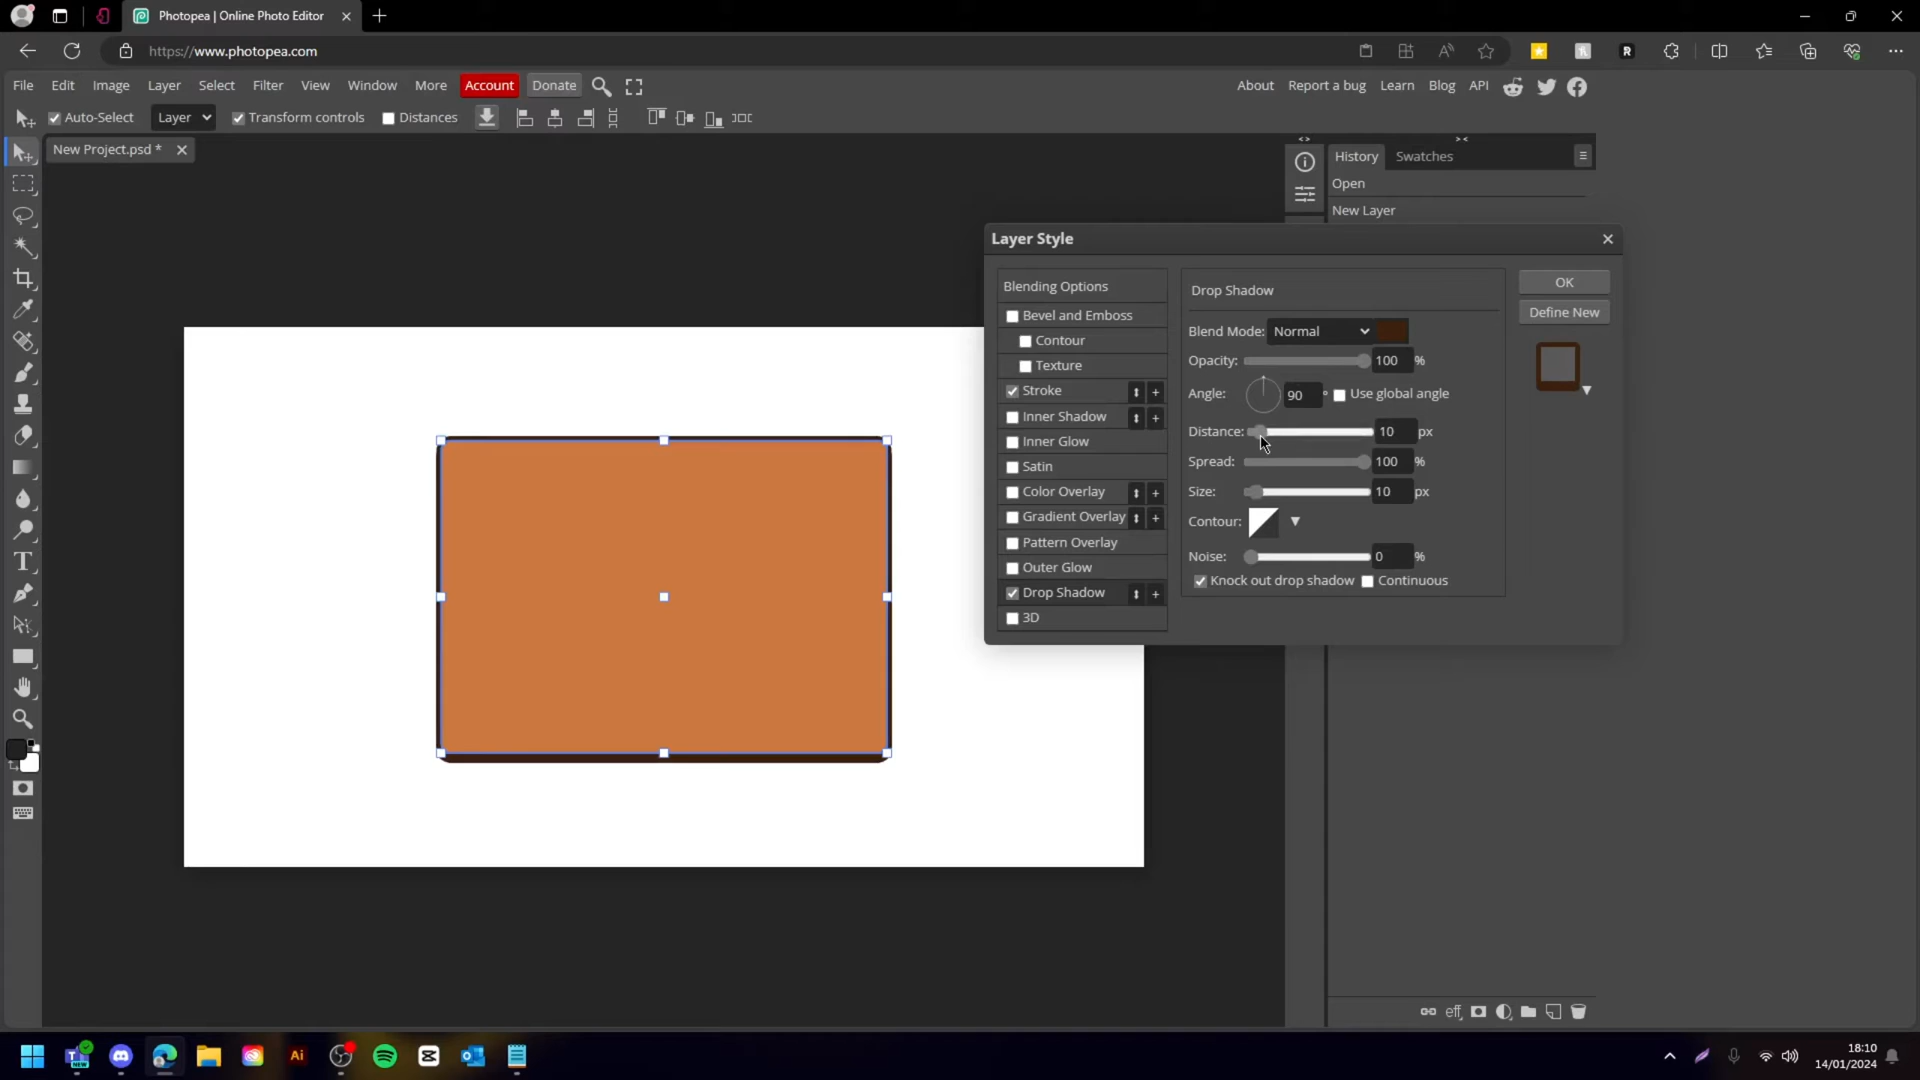 Photopea | Online Photo Editor
https://www.photopea.com
File Edit Image Layer Select Filter View Window More Account Donate
About Report a bug Learn Blog API
Auto-Select Layer Transform controls Distances
New Project.psd *
History Swatches
Open
New Layer
Layer Style
Blending Options
Bevel and Emboss
Contour
Texture
Stroke
Inner Shadow
Inner Glow
Satin
Color Overlay
Gradient Overlay
Pattern Overlay
Outer Glow
Drop Shadow
3D
Drop Shadow
Blend Mode: Normal
Opacity: 100 %
Angle: 90 ° Use global angle
Distance: 10 px
Spread: 100 %
Size: 10 px
Contour:
Noise: 0 %
Knock out drop shadow Continuous
OK
Define New
eff
NEW
Ai
18:10
14/01/2024